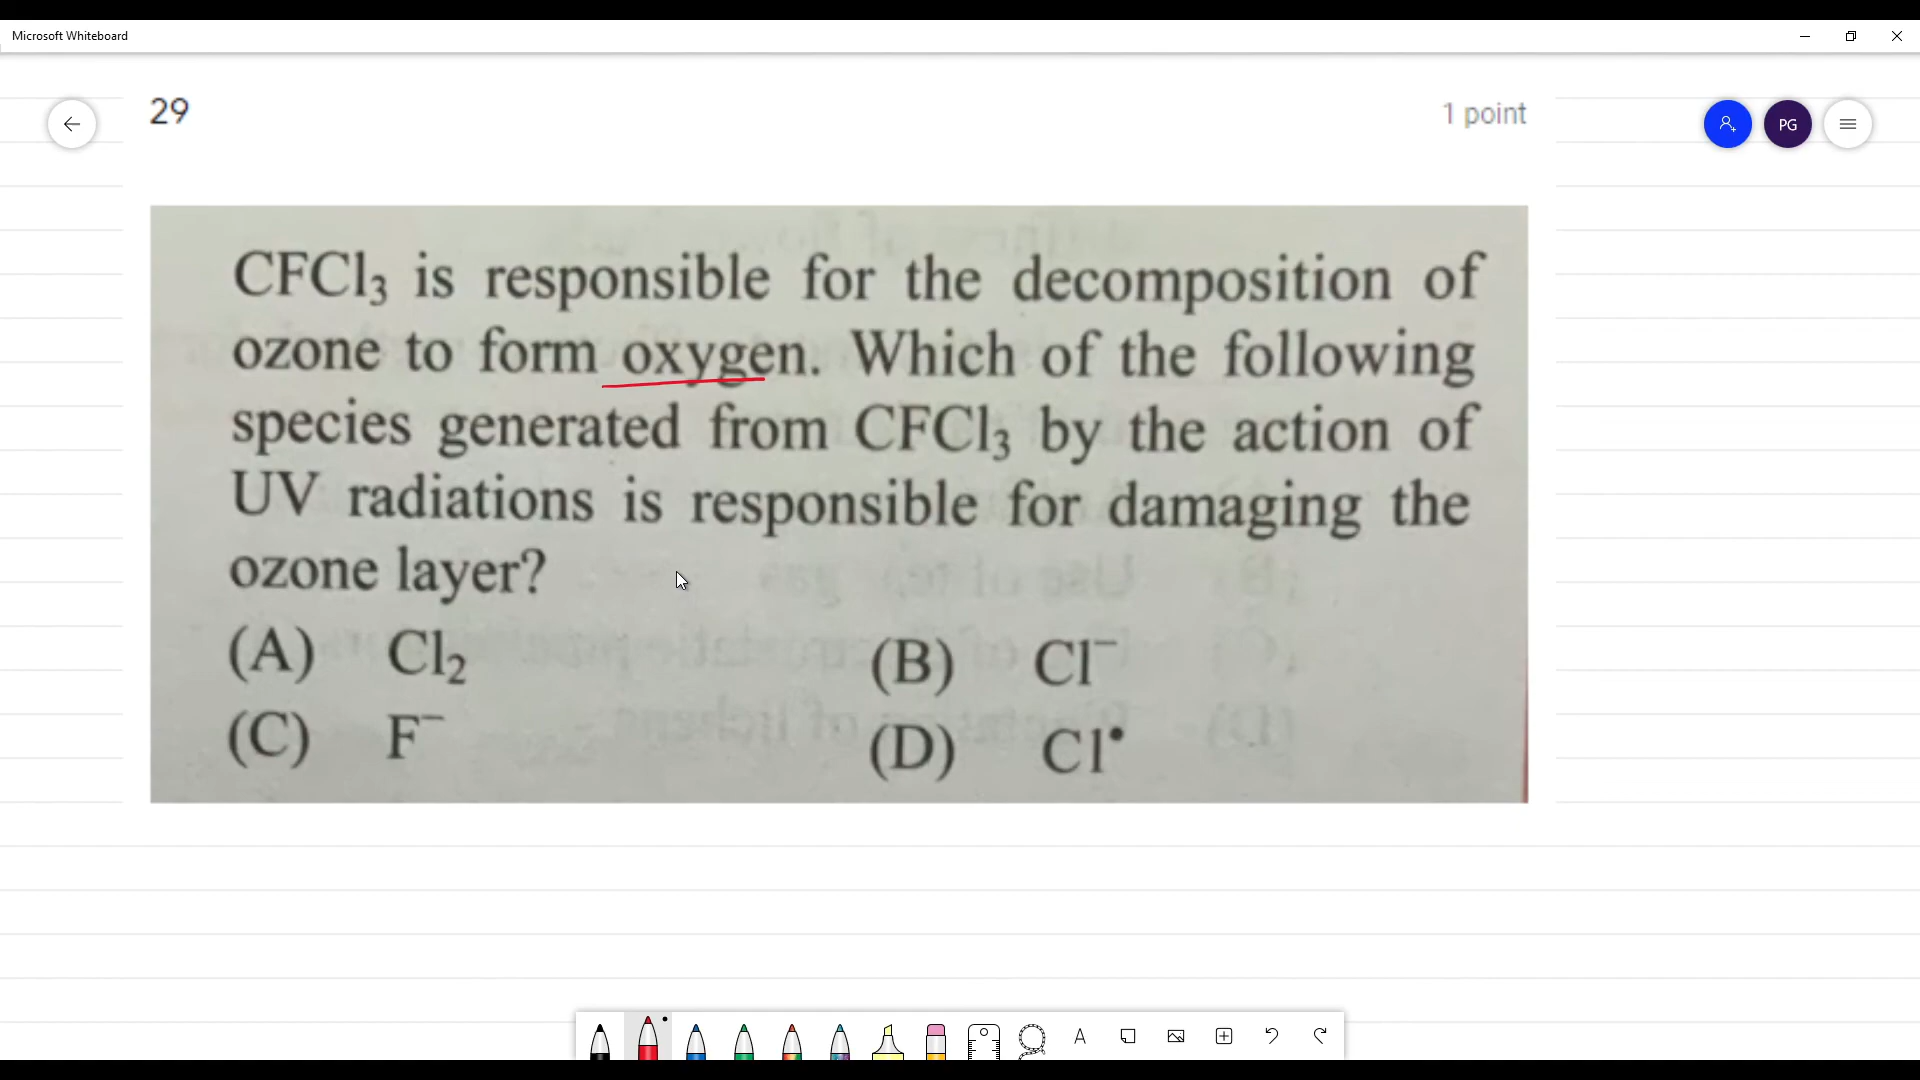 Microsoft Whiteboard
29
1 point
PG
CFCl₃ is responsible for the decomposition of
ozone to form oxygen. Which of the following
species generated from CFCl₃ by the action of
UV radiations is responsible for damaging the
ozone layer?
(A) Cl₂ (B) Cl⁻
(C) F⁻ (D) Cl•
A